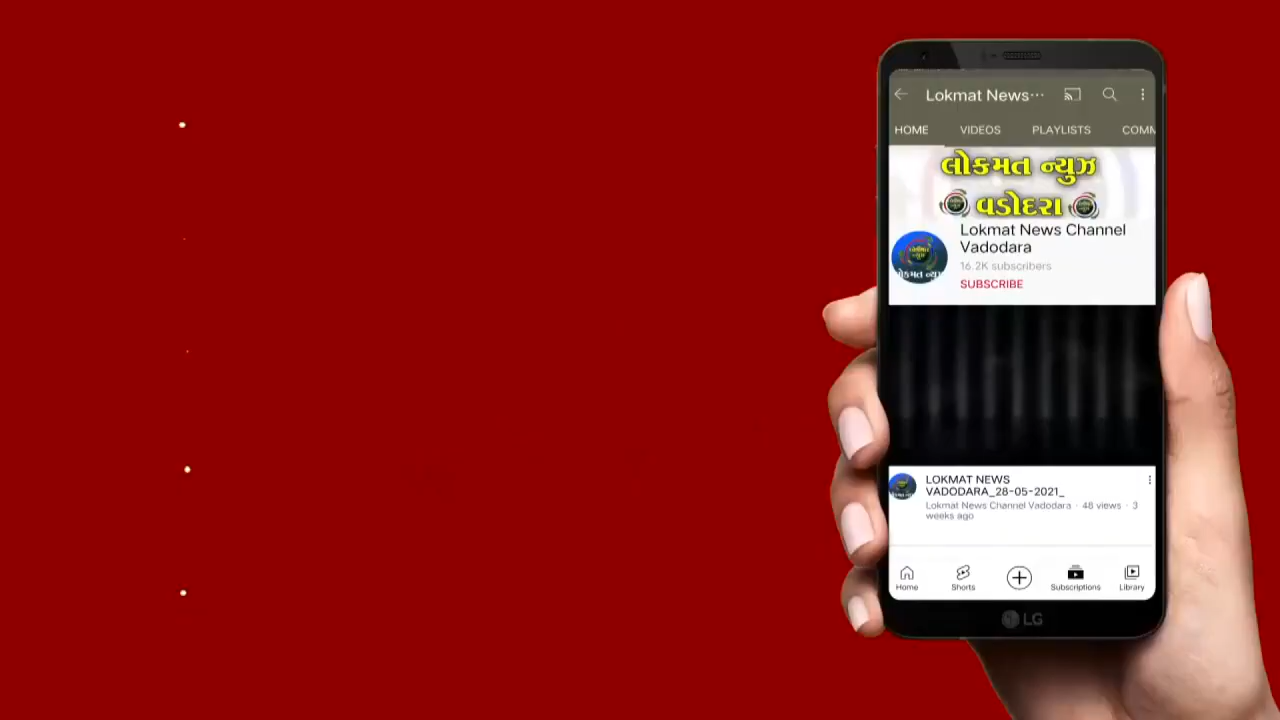 Lokmat News...
HOME VIDEOS PLAYLISTS COMM
લોકમત ન્યુઝ
વડોદરા
Lokmat News Channel
Vadodara
16.2K subscribers
SUBSCRIBE
લોકમત ન્યુઝ
LOKMAT NEWS
VADODARA_28-05-2021_
Lokmat News Channel Vadodara · 48 views · 3
weeks ago
Home Shorts Subscriptions Library
LG